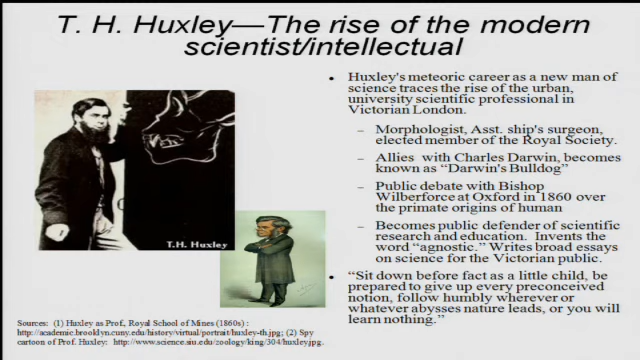 T. H. Huxley—The rise of the modern
scientist/intellectual
• Huxley's meteoric career as a new man of
science traces the rise of the urban,
university scientific professional in
Victorian London.
– Morphologist, Asst. ship's surgeon,
elected member of the Royal Society.
– Allies with Charles Darwin, becomes
known as “Darwin's Bulldog”
– Public debate with Bishop
Wilberforce at Oxford in 1860 over
the primate origins of human
– Becomes public defender of scientific
research and education. Invents the
word “agnostic.” Writes broad essays
on science for the Victorian public.
• “Sit down before fact as a little child, be
prepared to give up every preconceived
notion, follow humbly wherever or
whatever abysses nature leads, or you will
learn nothing.”
T.H. Huxley
Sources: (1) Huxley as Prof, Royal School of Mines (1860s) :
http://academic.brooklyn.cuny.edu/history/virtual/portrait/huxley-th.jpg; (2) Spy
cartoon of Prof. Huxley: http://www.science.siu.edu/zoology/king/304/huxley.jpg.